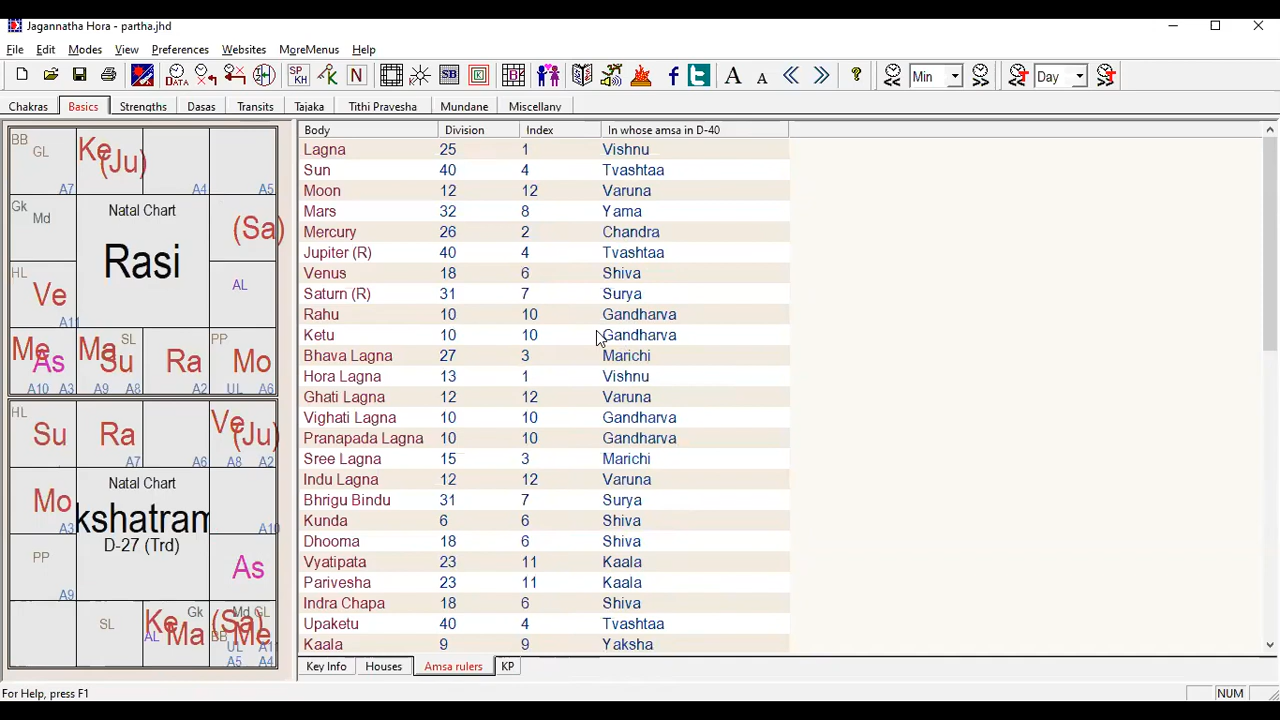 Jagannatha Hora - partha.jhd
File Edit Modes View Preferences Websites MoreMenus Help
DATA SP KH N SB B f t A A ? Min Day
Chakras Basics Strengths Dasas Transits Tajaka Tithi Pravesha Mundane Miscellany
BB GL A7
Ke (Ju) A4 A5
Gk Md
Natal Chart
Rasi
(Sa)
HL Ve A11
AL
Me As A10 A3
Ma SL Su A9 A8
Ra A2
PP Mo UL A6
HL Su
Ra A7
A6
Ve (Ju) A8 A2
Natal Chart
kshatram
D-27 (Trd)
Mo A3
A10
PP A9
As
SL
Ke Gk AL Ma
(Sa) Md GL BB Me UL A11 A5 A4
Body Division Index In whose amsa in D-40
Lagna 25 1 Vishnu
Sun 40 4 Tvashtaa
Moon 12 12 Varuna
Mars 32 8 Yama
Mercury 26 2 Chandra
Jupiter (R) 40 4 Tvashtaa
Venus 18 6 Shiva
Saturn (R) 31 7 Surya
Rahu 10 10 Gandharva
Ketu 10 10 Gandharva
Bhava Lagna 27 3 Marichi
Hora Lagna 13 1 Vishnu
Ghati Lagna 12 12 Varuna
Vighati Lagna 10 10 Gandharva
Pranapada Lagna 10 10 Gandharva
Sree Lagna 15 3 Marichi
Indu Lagna 12 12 Varuna
Bhrigu Bindu 31 7 Surya
Kunda 6 6 Shiva
Dhooma 18 6 Shiva
Vyatipata 23 11 Kaala
Parivesha 23 11 Kaala
Indra Chapa 18 6 Shiva
Upaketu 40 4 Tvashtaa
Kaala 9 9 Yaksha
Key Info Houses Amsa rulers KP
For Help, press F1
NUM